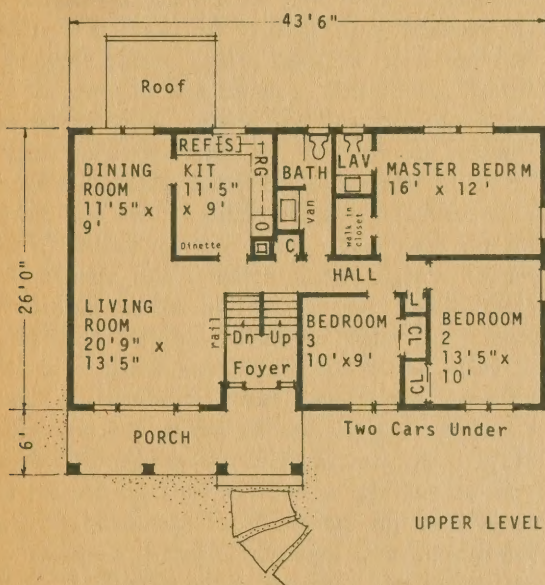 43'6"
Roof
REF(S)
RG
DINING
ROOM
11'5" x
9'
KIT
11'5"
x 9'
Dinette
O
BATH
van
C
LAV
walk in
closet
MASTER BEDRM
16' x 12'
HALL
26'0"
LIVING
ROOM
20'9" x
13'5"
rail
Dn Up
Foyer
BEDROOM
3
10'x9'
L
CL
CL
BEDROOM
2
13'5"x
10'
6'
PORCH
Two Cars Under
UPPER LEVEL